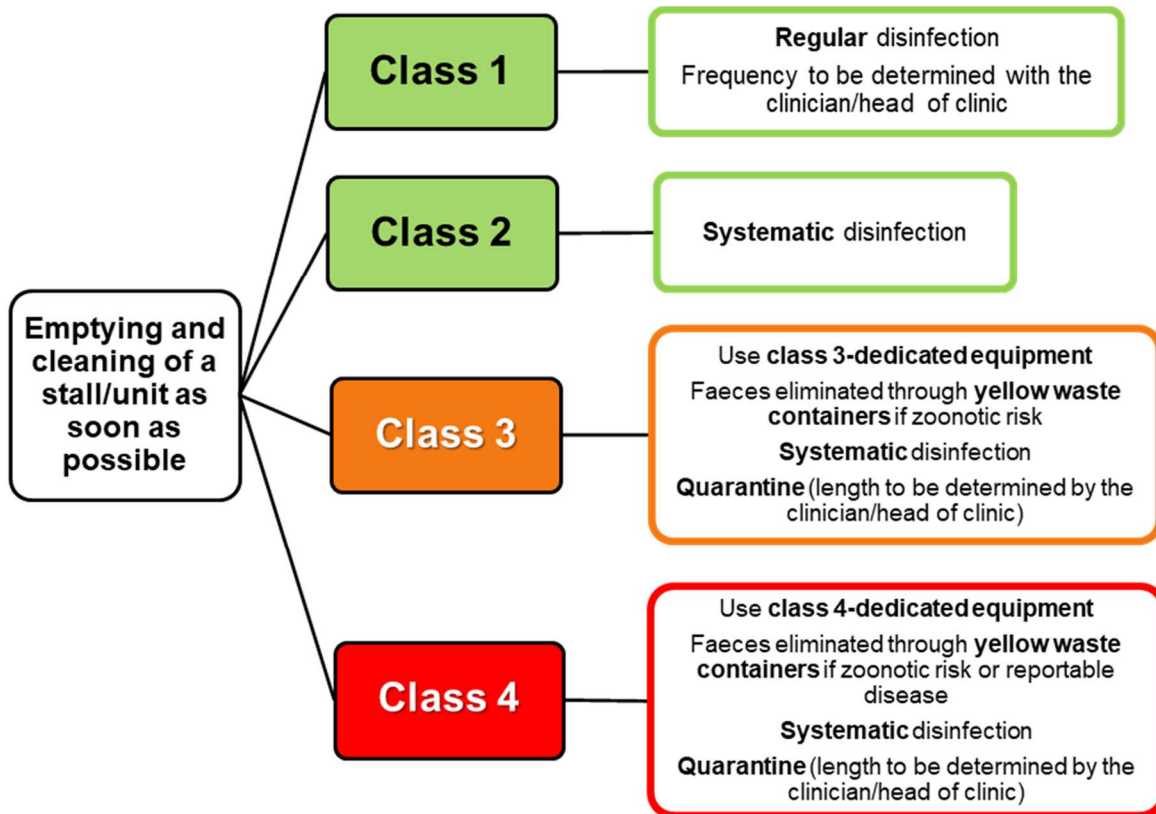 Emptying and
cleaning of a
stall/unit as
soon as
possible
Class 1
Regular disinfection
Frequency to be determined with the
clinician/head of clinic
Class 2
Systematic disinfection
Class 3
Use class 3-dedicated equipment
Faeces eliminated through yellow waste
containers if zoonotic risk
Systematic disinfection
Quarantine (length to be determined by the
clinician/head of clinic)
Class 4
Use class 4-dedicated equipment
Faeces eliminated through yellow waste
containers if zoonotic risk or reportable
disease
Systematic disinfection
Quarantine (length to be determined by the
clinician/head of clinic)